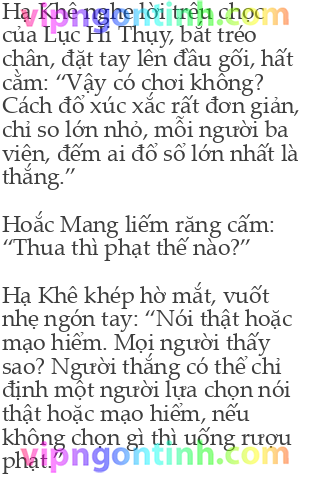 Hạ Khê nghe lời trêu chọc
vipngontinh.com
của Lục Hi Thụy, bắt tréo
chân, đặt tay lên đầu gối, hất
cằm: “Vậy có chơi không?
Cách đổ xúc xắc rất đơn giản,
chỉ so lớn nhỏ, mỗi người ba
viên, đếm ai đổ số lớn nhất là
thắng.”
Hoắc Mang liếm răng cấm:
“Thua thì phạt thế nào?”
Hạ Khê khép hờ mắt, vuốt
nhẹ ngón tay: “Nói thật hoặc
mạo hiểm. Mọi người thấy
sao? Người thắng có thể chỉ
định một người lựa chọn nói
thật hoặc mạo hiểm, nếu
không chọn gì thì uống rượu
vipngontinh.com
phạt.”